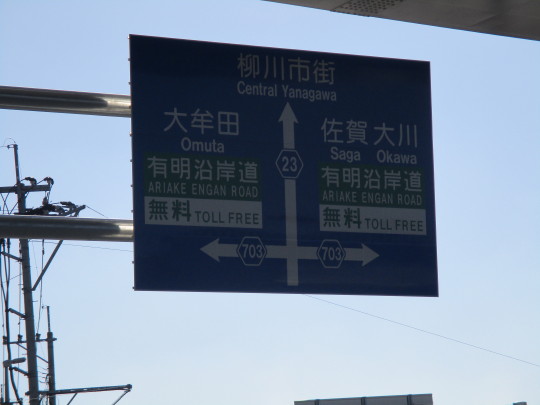 柳川市街
Central Yanagawa
大牟田
Omuta
有明沿岸道
ARIAKE ENGAN ROAD
無料 TOLL FREE
佐賀 大川
Saga Okawa
有明沿岸道
ARIAKE ENGAN ROAD
無料 TOLL FREE
23
703
703